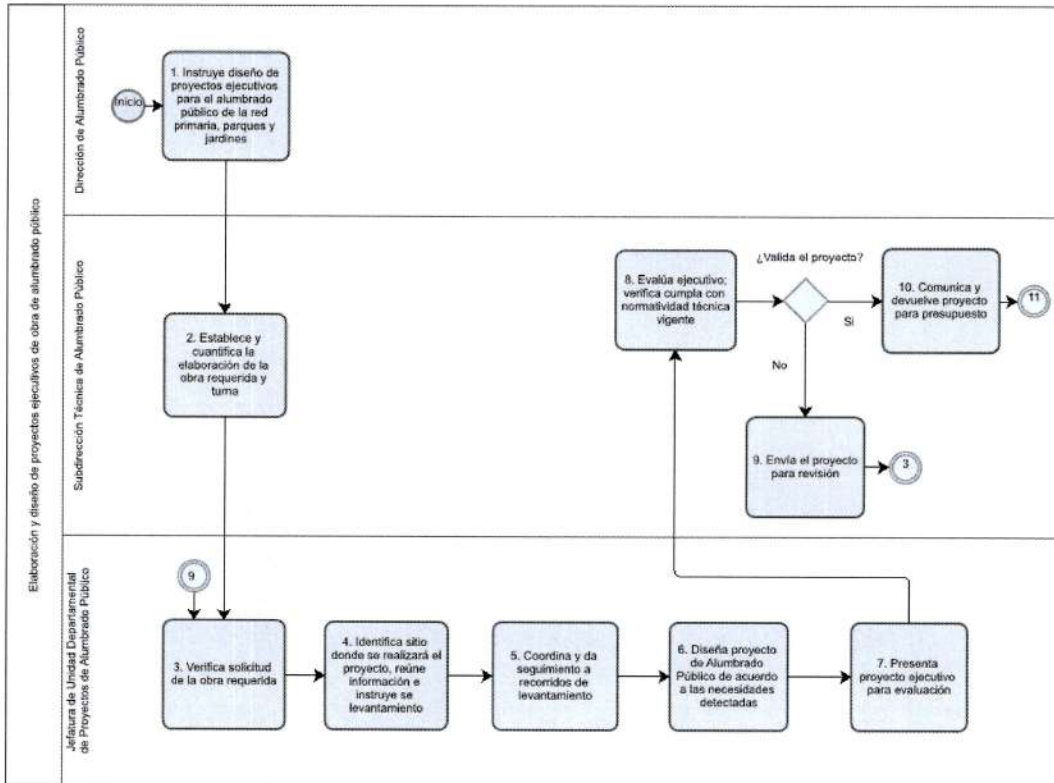 Elaboración y diseño de proyectos ejecutivos de obra de alumbrado público
Dirección de Alumbrado Público
Inicio
1. Instruye diseño de
proyectos ejecutivos
para el alumbrado
público de la red
primaria, parques y
jardines
Subdirección Técnica de Alumbrado Público
2. Establece y
cuantifica la
elaboración de la
obra requerida y
turna
8. Evalúa ejecutivo;
verifica cumpla con
normatividad técnica
vigente
¿Valida el proyecto?
Si
No
10. Comunica y
devuelve proyecto
para presupuesto
11
9. Envía el proyecto
para revisión
3
Jefatura de Unidad Departamental
de Proyectos de Alumbrado Público
9
3. Verifica solicitud
de la obra requerida
4. Identifica sitio
donde se realizará el
proyecto, reúne
información e
instruye se
levantamiento
5. Coordina y da
seguimiento a
recorridos de
levantamiento
6. Diseña proyecto
de Alumbrado
Público de acuerdo
a las necesidades
detectadas
7. Presenta
proyecto ejecutivo
para evaluación